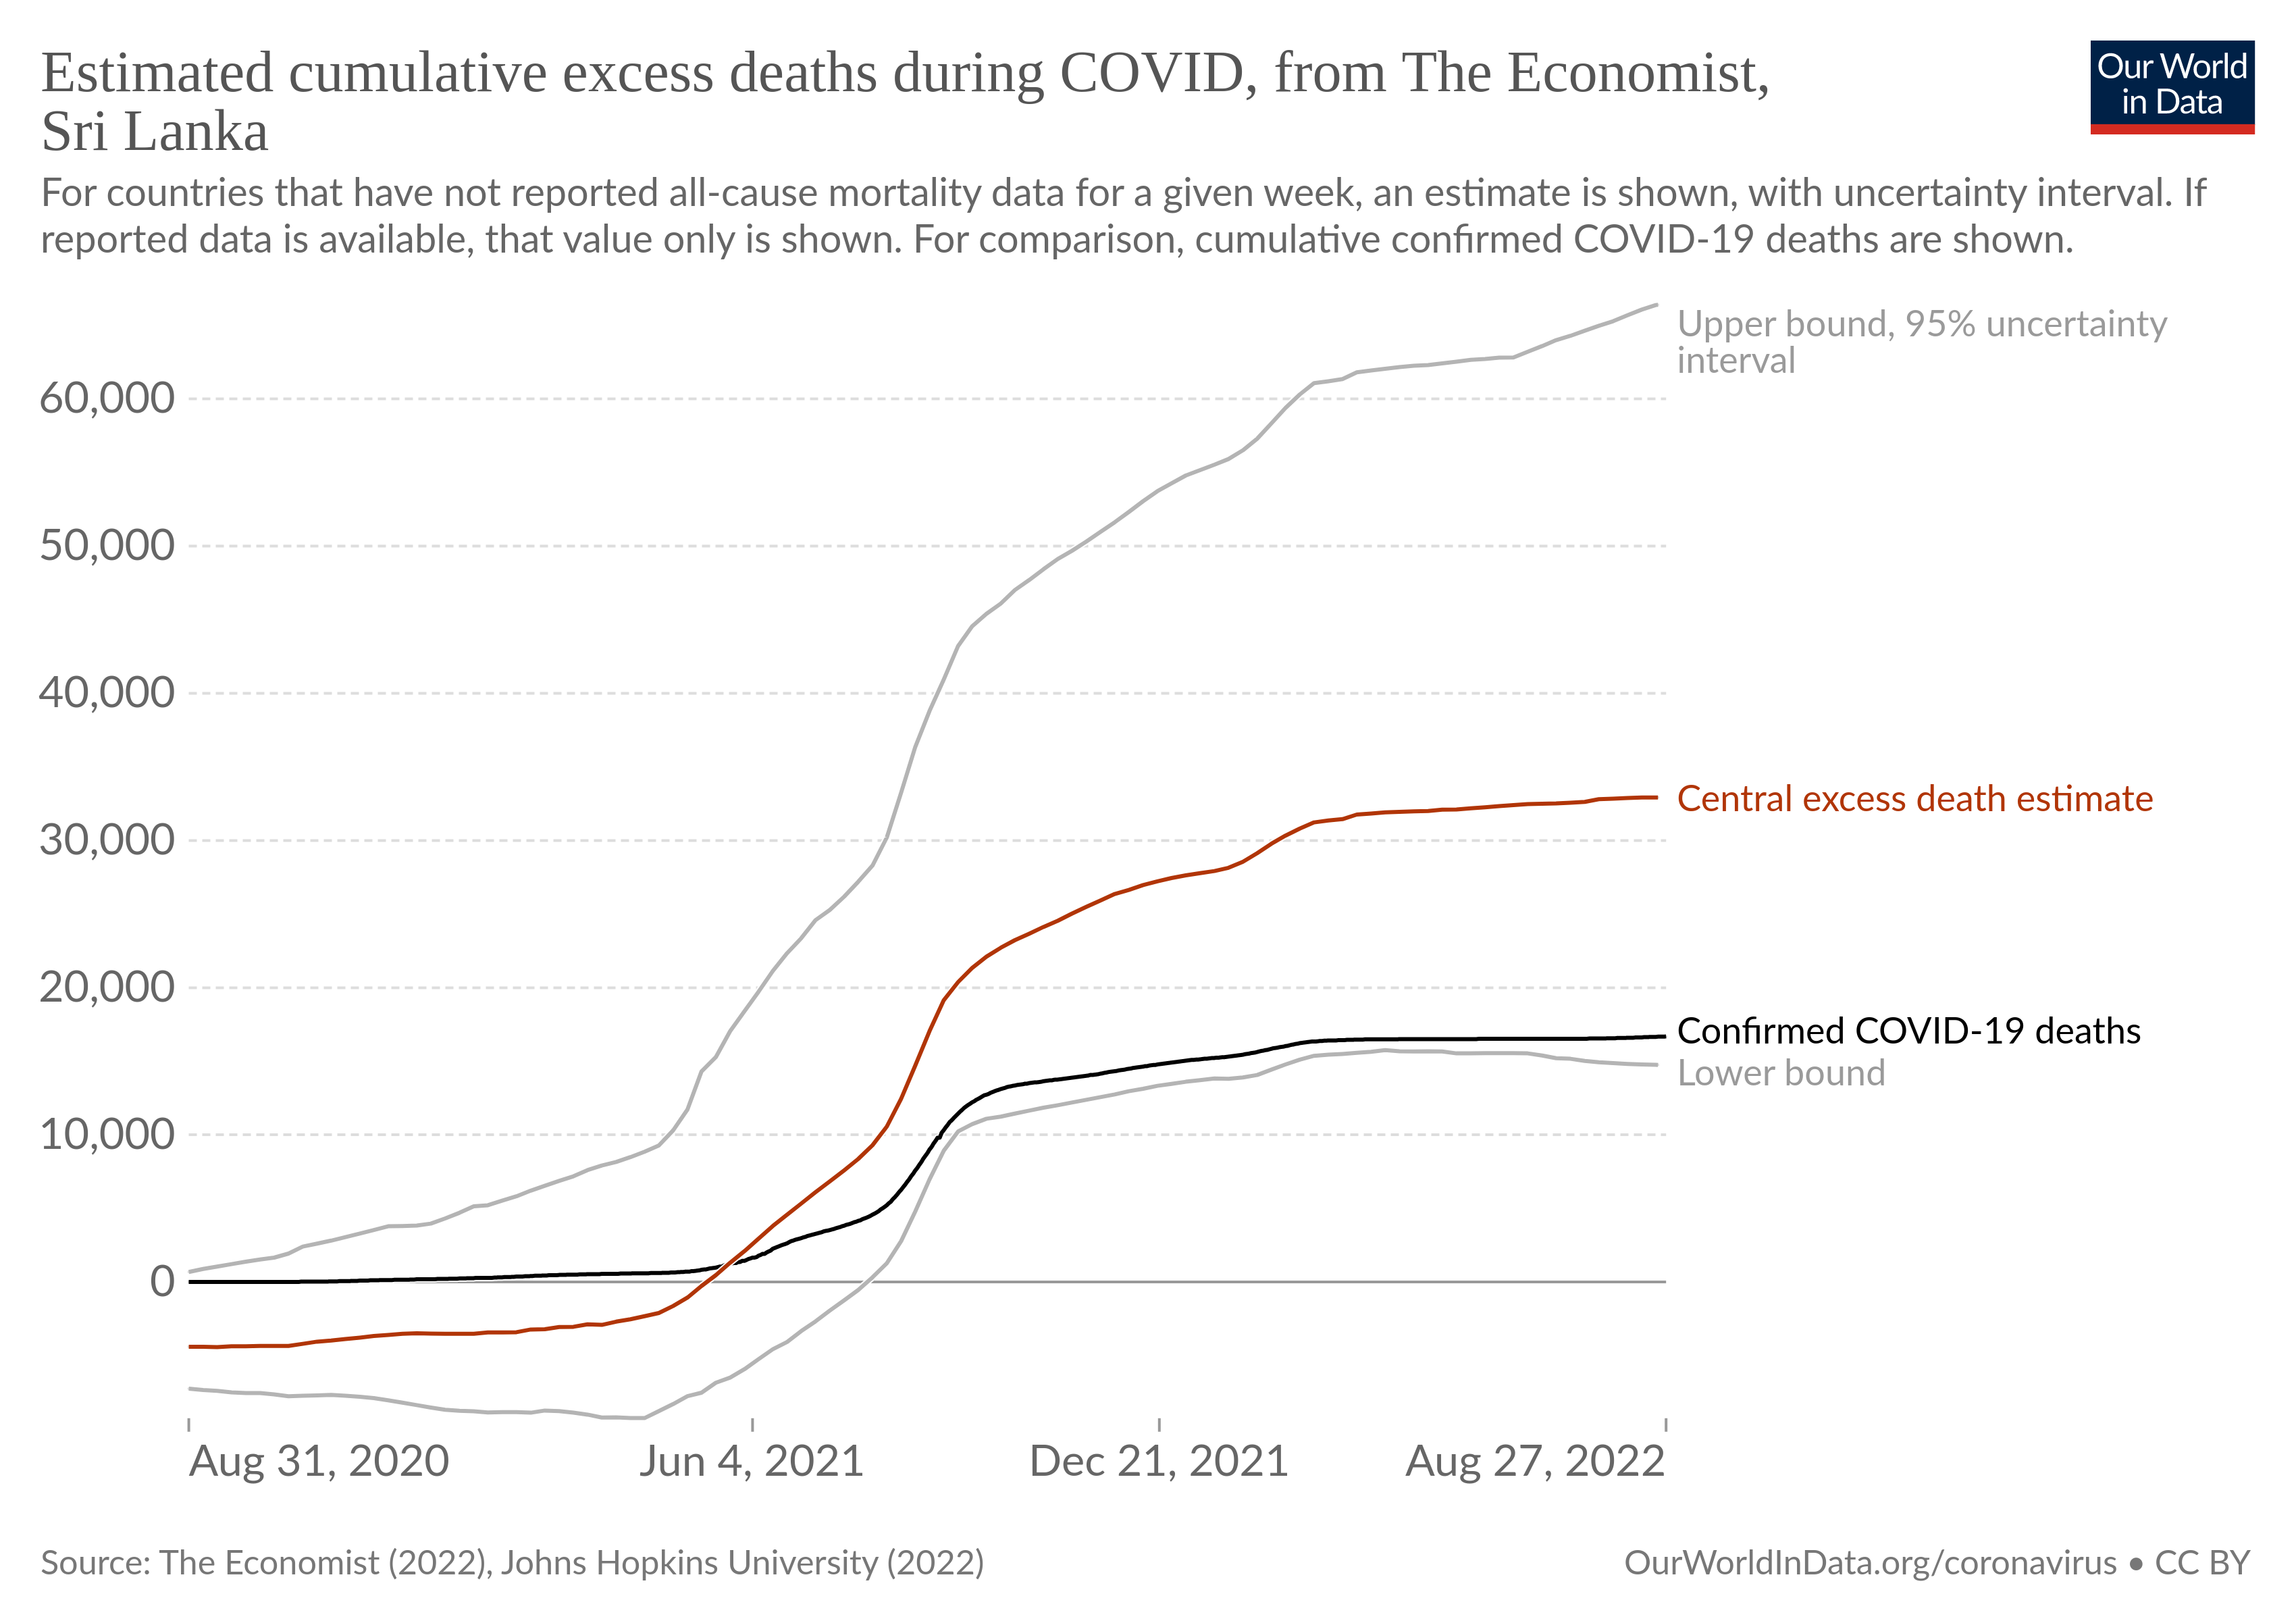 Estimated cumulative excess deaths during COVID, from The Economist,
Sri Lanka
Our World
in Data
For countries that have not reported all-cause mortality data for a given week, an estimate is shown, with uncertainty interval. If
reported data is available, that value only is shown. For comparison, cumulative confirmed COVID-19 deaths are shown.
Upper bound, 95% uncertainty
interval
60,000
50,000
40,000
Central excess death estimate
30,000
20,000
Confirmed COVID-19 deaths
Lower bound
10,000
0
Aug 31, 2020
Jun 4, 2021
Dec 21, 2021
Aug 27, 2022
Source: The Economist (2022), Johns Hopkins University (2022)
OurWorldInData.org/coronavirus • CC BY